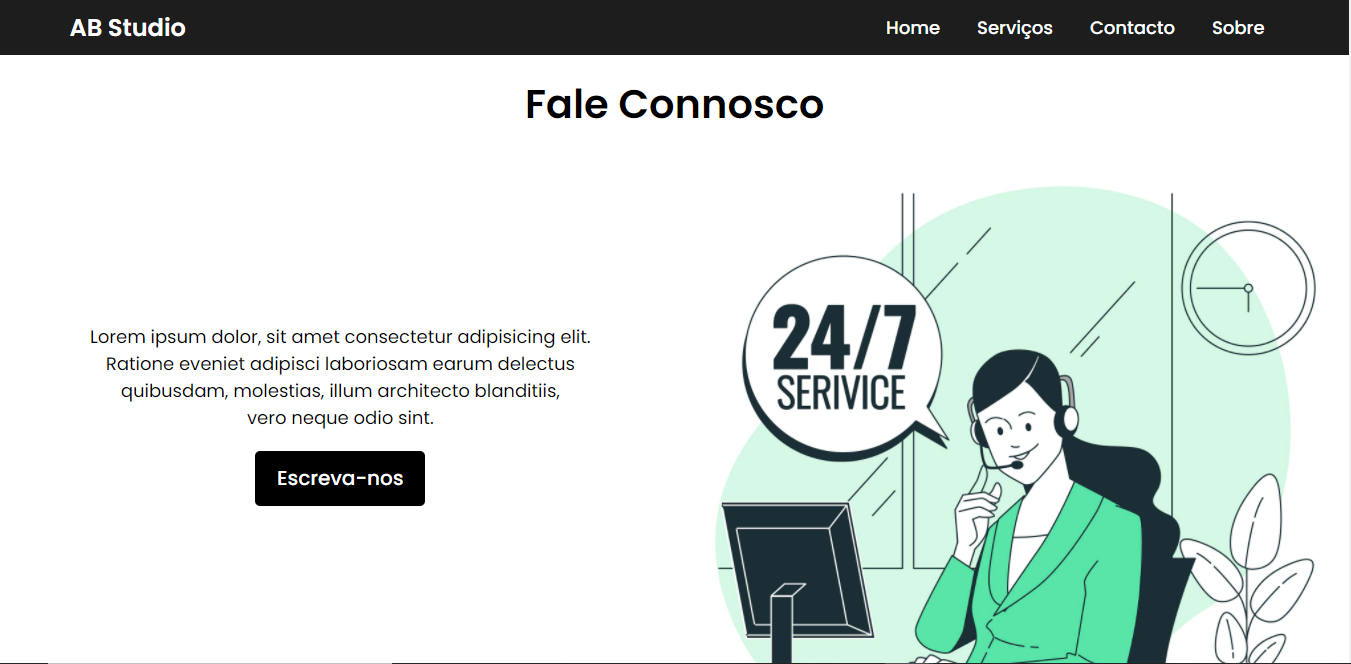 AB Studio
Home Serviços Contacto Sobre
Fale Connosco
24/7
SERIVICE
Lorem ipsum dolor, sit amet consectetur adipisicing elit.
Ratione eveniet adipisci laboriosam earum delectus
quibusdam, molestias, illum architecto blanditiis,
vero neque odio sint.
Escreva-nos